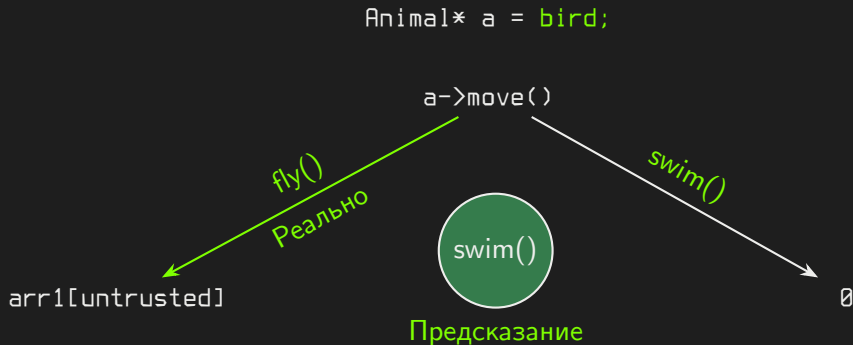 Animal* a = bird;
a->move()
fly()
Реально
swim()
swim()
arr1[untrusted]
0
Предсказание